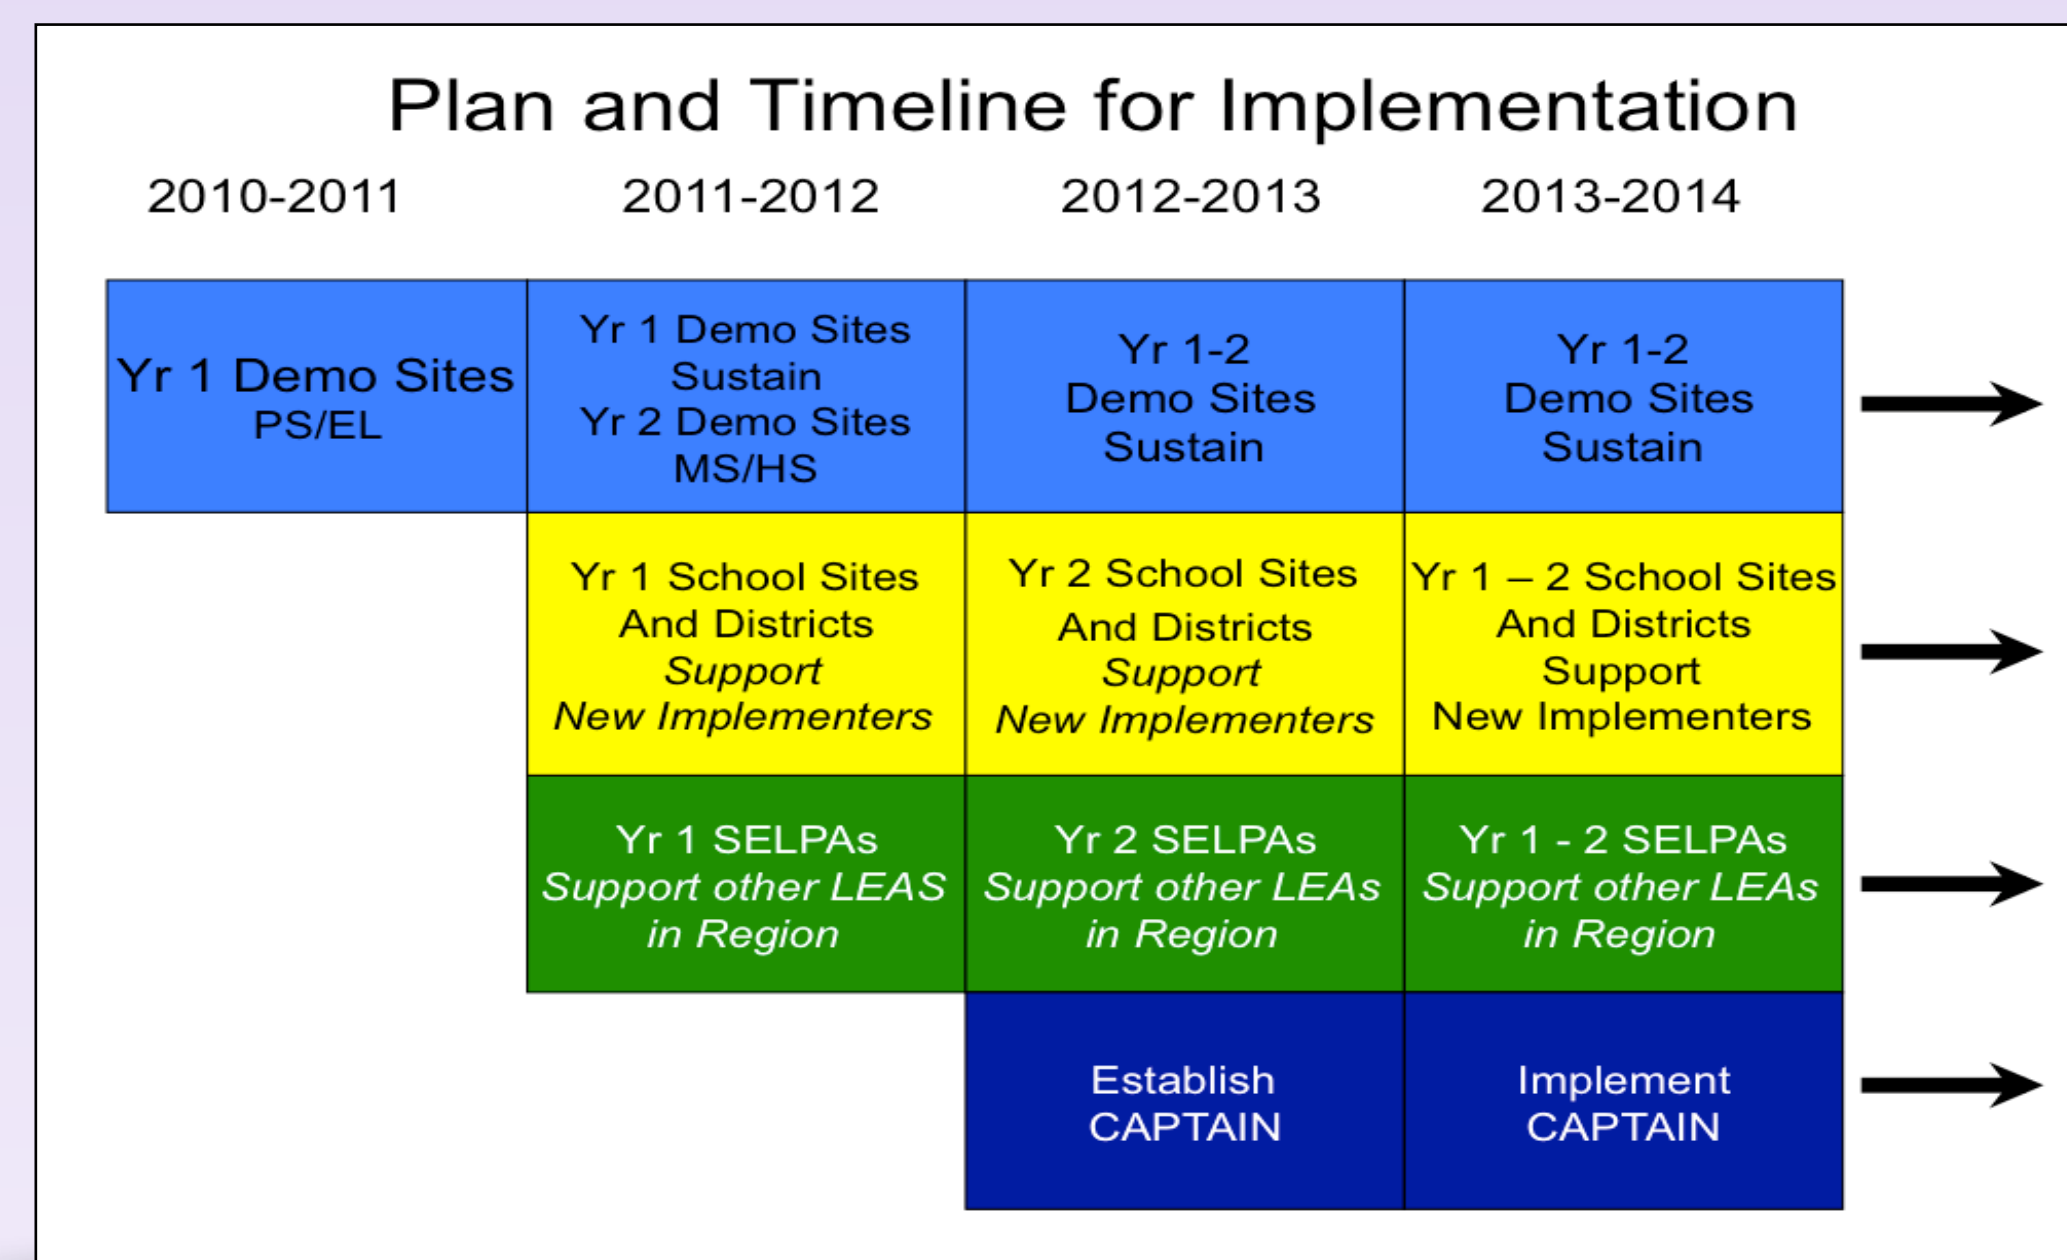 Plan and Timeline for Implementation
2010-2011
2011-2012
2012-2013
2013-2014
Yr 1 Demo Sites
PS/EL
Yr 1 Demo Sites
Sustain
Yr 2 Demo Sites
MS/HS
Yr 1-2
Demo Sites
Sustain
Yr 1-2
Demo Sites
Sustain
Yr 1 School Sites
And Districts
Support
New Implementers
Yr 2 School Sites
And Districts
Support
New Implementers
Yr 1 – 2 School Sites
And Districts
Support
New Implementers
Yr 1 SELPAs
Support other LEAS
in Region
Yr 2 SELPAs
Support other LEAs
in Region
Yr 1 - 2 SELPAs
Support other LEAs
in Region
Establish
CAPTAIN
Implement
CAPTAIN